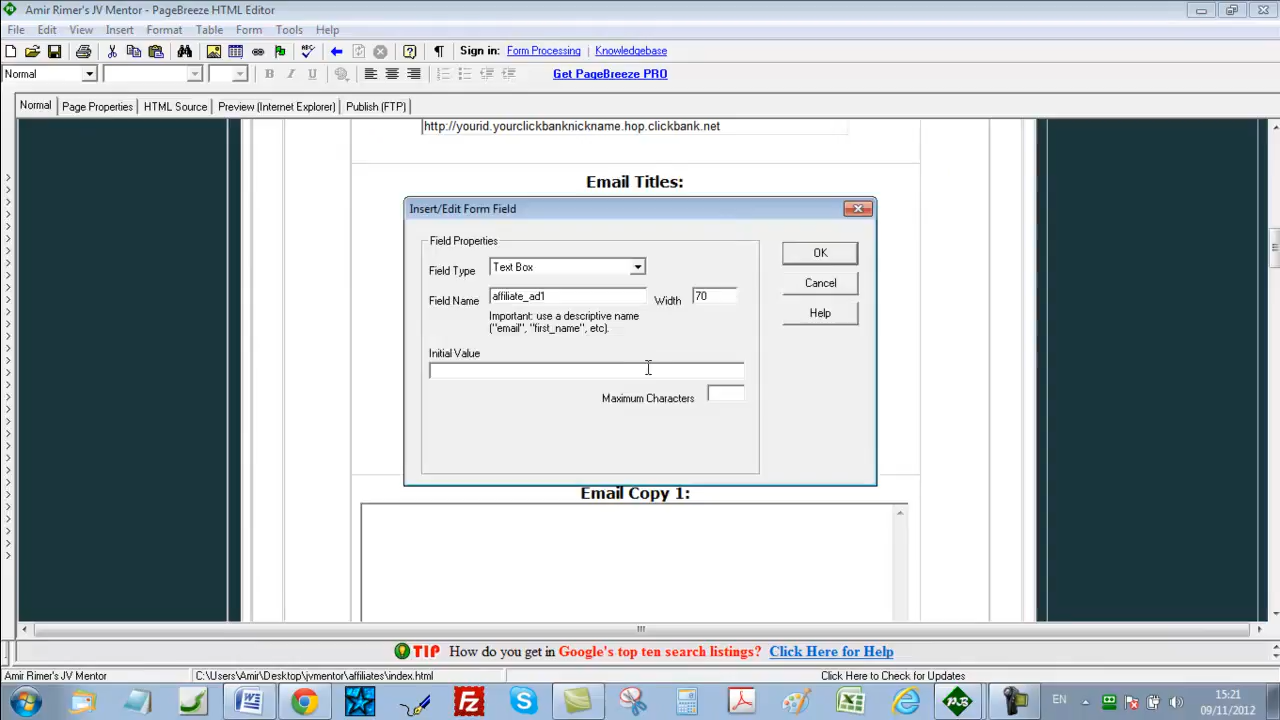 Amir Rimer's JV Mentor - PageBreeze HTML Editor
File Edit View Insert Format Table Form Tools Help
Sign in: Form Processing Knowledgebase
Normal B I U Get PageBreeze PRO
Normal Page Properties HTML Source Preview (Internet Explorer) Publish (FTP)
http://yourid.yourclickbanknickname.hop.clickbank.net
Email Titles:
Insert/Edit Form Field
Field Properties
OK
Field Type Text Box
Cancel
Field Name affiliate_ad1 Width 70
Help
Important: use a descriptive name
("email", "first_name", etc).
Initial Value
Maximum Characters
Email Copy 1:
TIP How do you get in Google's top ten search listings? Click Here for Help
Amir Rimer's JV Mentor C:\Users\Amir\Desktop\jvmentor\affiliates\index.html Click Here to Check for Updates
EN 15:21
09/11/2012